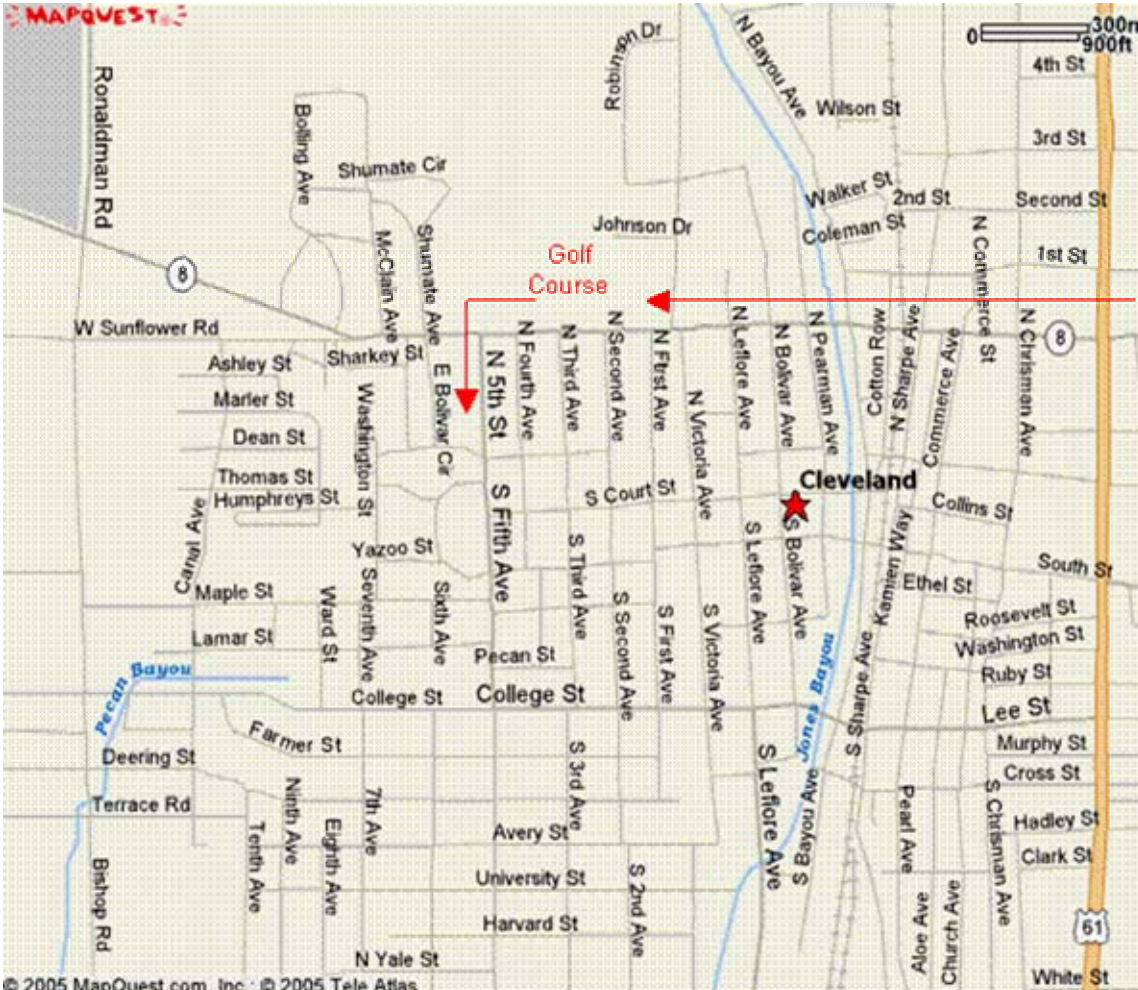 MAPQUEST
0 300m
900ft
Robinson Dr
N Bayou Ave
4th St
Ronaldman Rd
Bolling Ave
Wilson St
3rd St
Shumate Cir
Walker St
2nd St
Second St
Johnson Dr
Coleman St
McClain Ave
Shumate Ave
N Commerce St
1st St
Golf
Course
8
W Sunflower Rd
8
Ashley St
Sharkey St
E Bolivar Cir
N 5th St
N Fourth Ave
N Third Ave
N Second Ave
N First Ave
N Victoria Ave
N Leflore Ave
N Bolivar Ave
N Pearman Ave
Cotton Row
N Sharpe Ave
Commerce Ave
N Chrisman Ave
Marler St
Washington St
Dean St
Thomas St
Humphreys St
S Court St
Cleveland
Collins St
Canal Ave
Yazoo St
S Fifth Ave
S Third Ave
S Leflore Ave
S Bolivar Ave
Kamien Way
South St
Maple St
Ward St
Seventh Ave
Sixth Ave
S Second Ave
S First Ave
S Victoria Ave
Ethel St
Roosevelt St
Lamar St
Washington St
Pecan St
Jones Bayou
S Sharpe Ave
Ruby St
Pecan Bayou
College St
College St
Lee St
Farmer St
Murphy St
Deering St
S 3rd Ave
S Leflore Ave
S Bayou Ave
Cross St
Terrace Rd
Ninth Ave
7th Ave
Pearl Ave
S Chrisman Ave
Hadley St
Tenth Ave
Eighth Ave
Avery St
Clark St
Bishop Rd
University St
S 2nd Ave
Aloe Ave
Church Ave
Harvard St
61
N Yale St
White St
© 2005 MapQuest.com, Inc.; © 2005 Tele Atlas